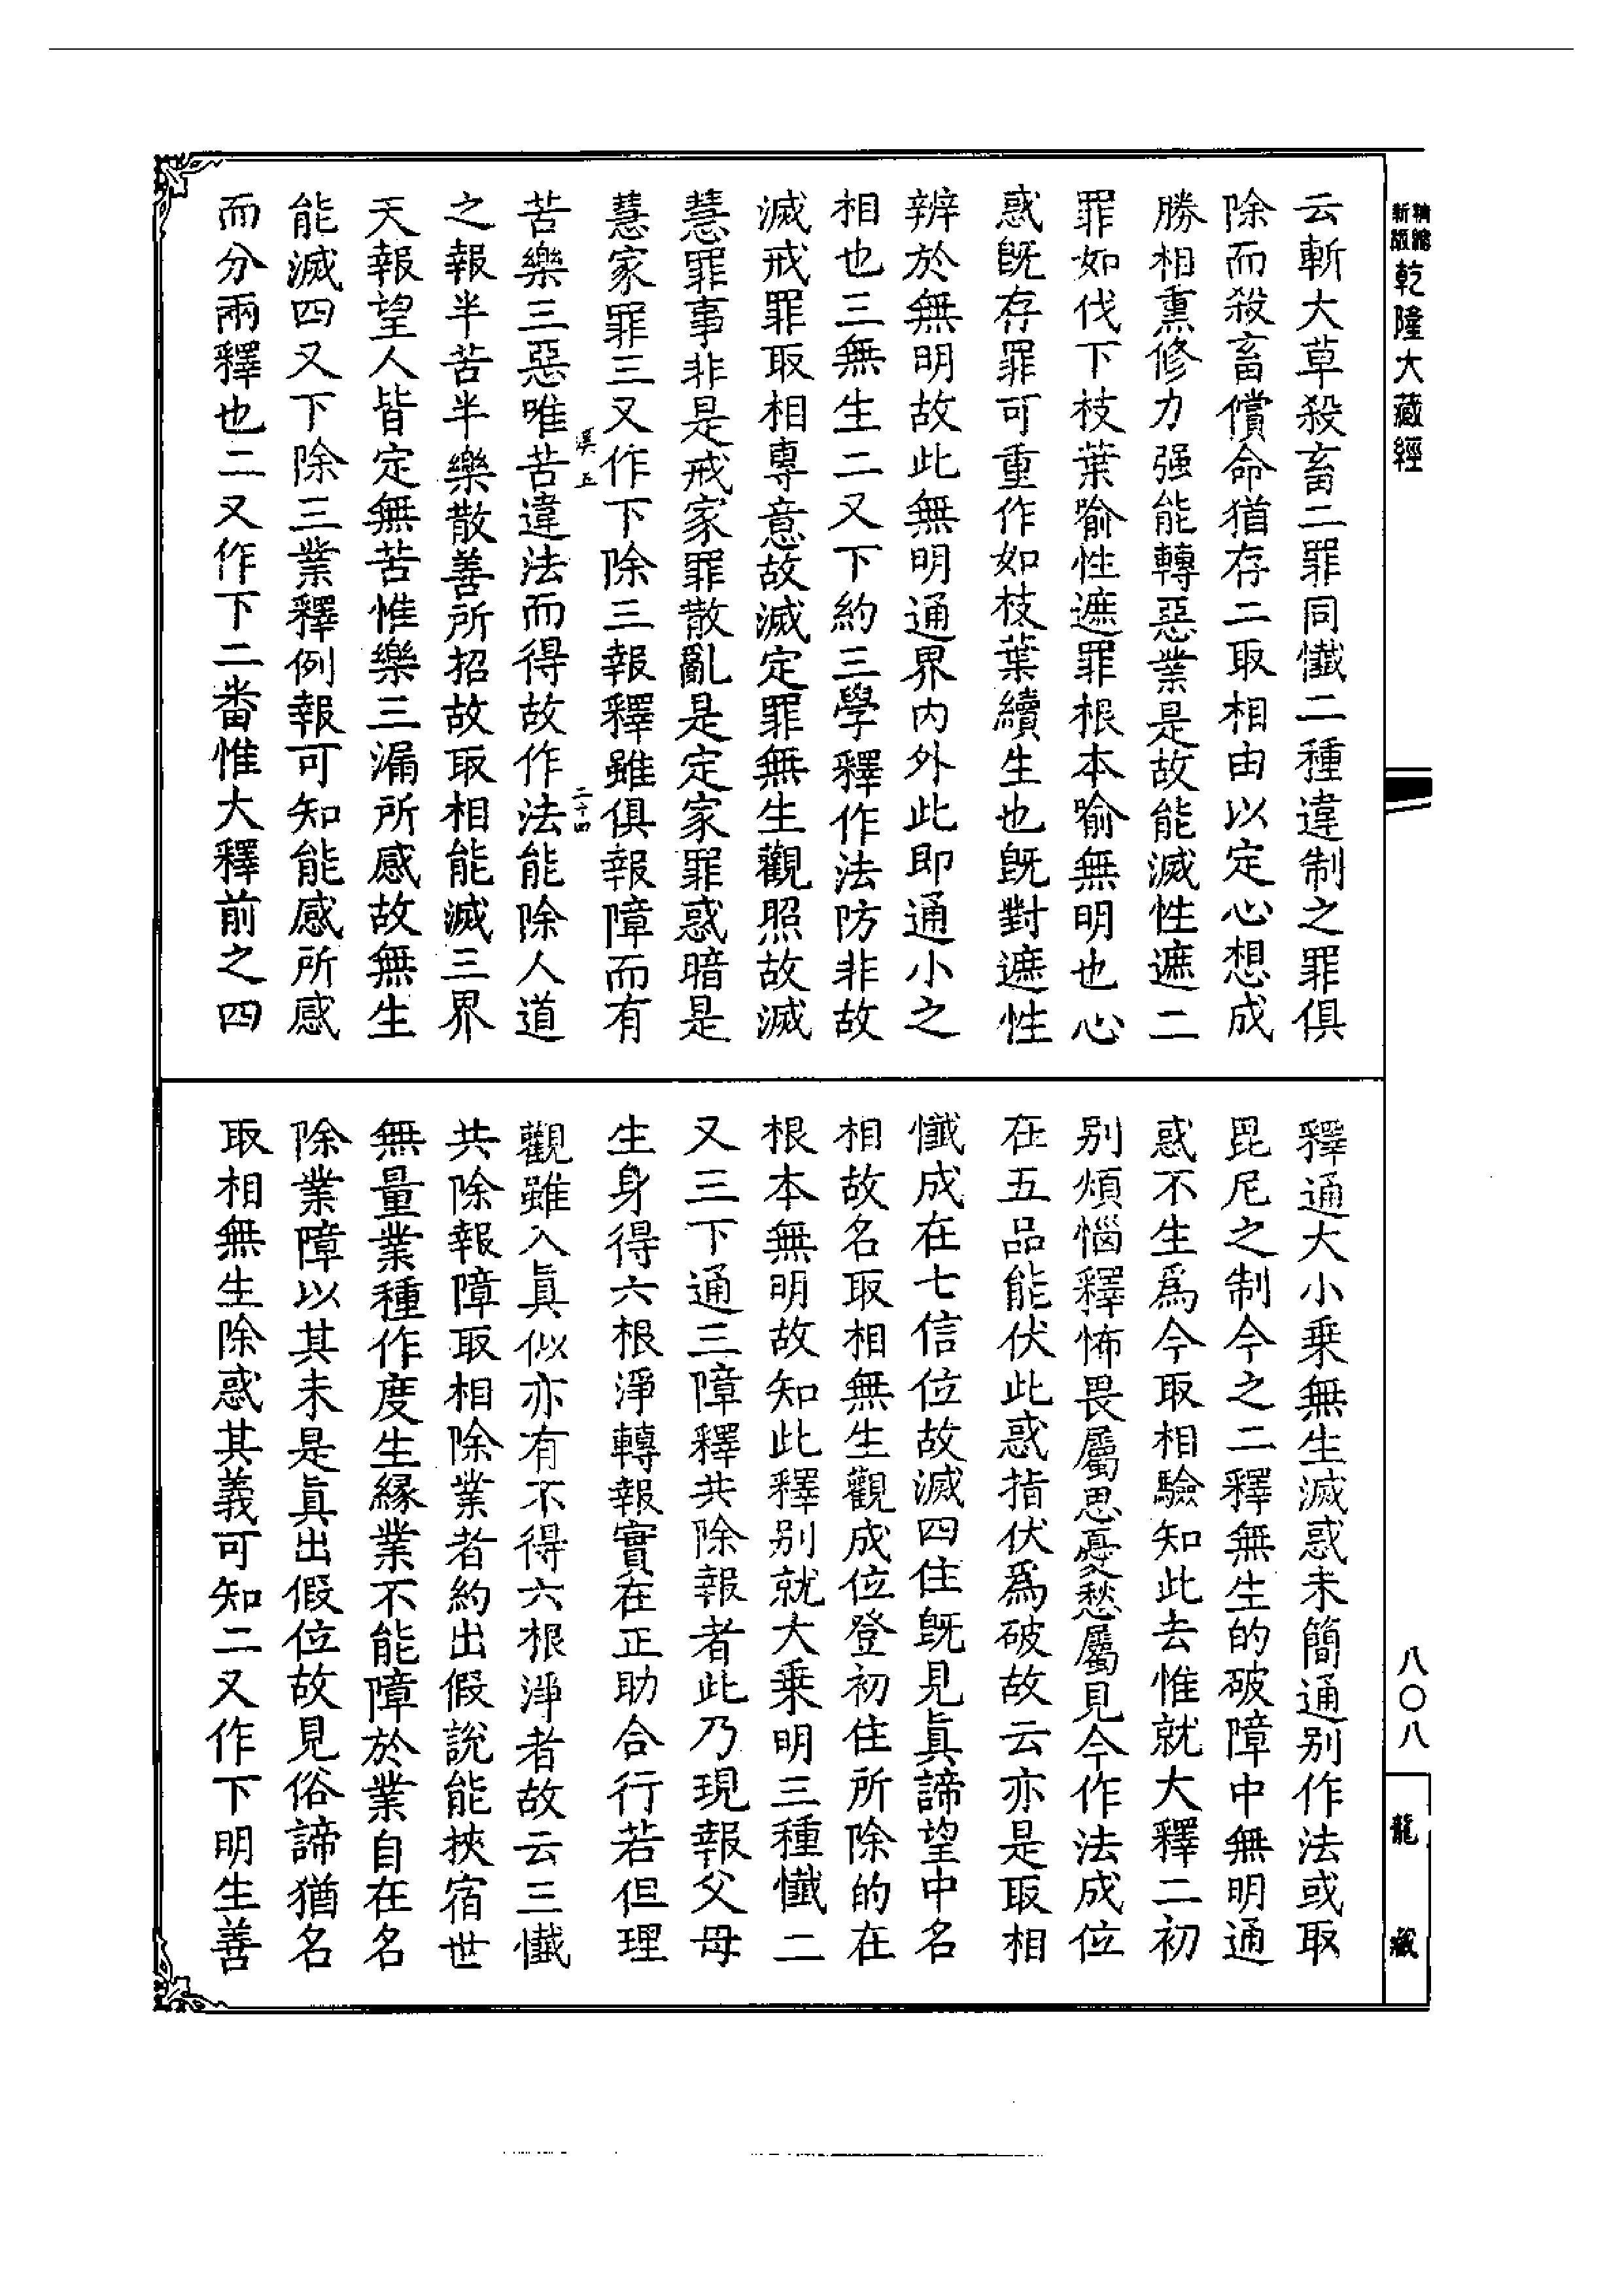 精縮
新版
乾隆大藏經
云斬大草殺畜二罪同懺二種違制之罪俱
除而殺畜償命猶存二取相由以定心想成
勝相熏修力强能轉惡業是故能滅性遮二
罪如伐下枝葉喻性遮罪根本喻無明也心
惑旣存罪可重作如枝葉續生也旣對遮性
辨於無明故此無明通界内外此即通小之
相也三無生二又下約三學釋作法防非故
滅戒罪取相專意故滅定罪無生觀照故滅
慧罪事非是戒家罪散亂是定家罪惑暗是
慧家罪三又作下除三報釋雖俱報障而有
漢五
二十四
苦樂三惡唯苦違法而得故作法能除人道
之報半苦半樂散善所招故取相能滅三界
天報望人皆定無苦惟樂三漏所感故無生
能滅四又下除三業釋例報可知能感所感
而分兩釋也二又作下二番惟大釋前之四
釋通大小乘無生滅惑未簡通别作法或取
毘尼之制今之二釋無生的破障中無明通
惑不生爲今取相驗知此去惟就大釋二初
别煩惱釋怖畏屬思憂愁屬見今作法成位
在五品能伏此惑指伏爲破故云亦是取相
懺成在七信位故滅四住旣見眞諦望中名
相故名取相無生觀成位登初住所除的在
根本無明故知此釋别就大乘明三種懺二
又三下通三障釋共除報者此乃現報父母
生身得六根淨轉報實在正助合行若但理
觀雖入眞似亦有不得六根淨者故云三懺
共除報障取相除業者約出假說能挾宿世
無量業種作度生緣業不能障於業自在名
除業障以其未是眞出假位故見俗諦猶名
取相無生除惑其義可知二又作下明生善
八〇八
龍藏